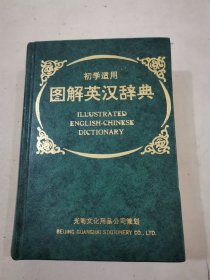 初学适用
图解英汉辞典
ILLUSTRATED
ENGLISH-CHINESE
DICTIONARY
光明文化用品公司策划
BEIJING GUANGMING STATIONERY CO., LTD.